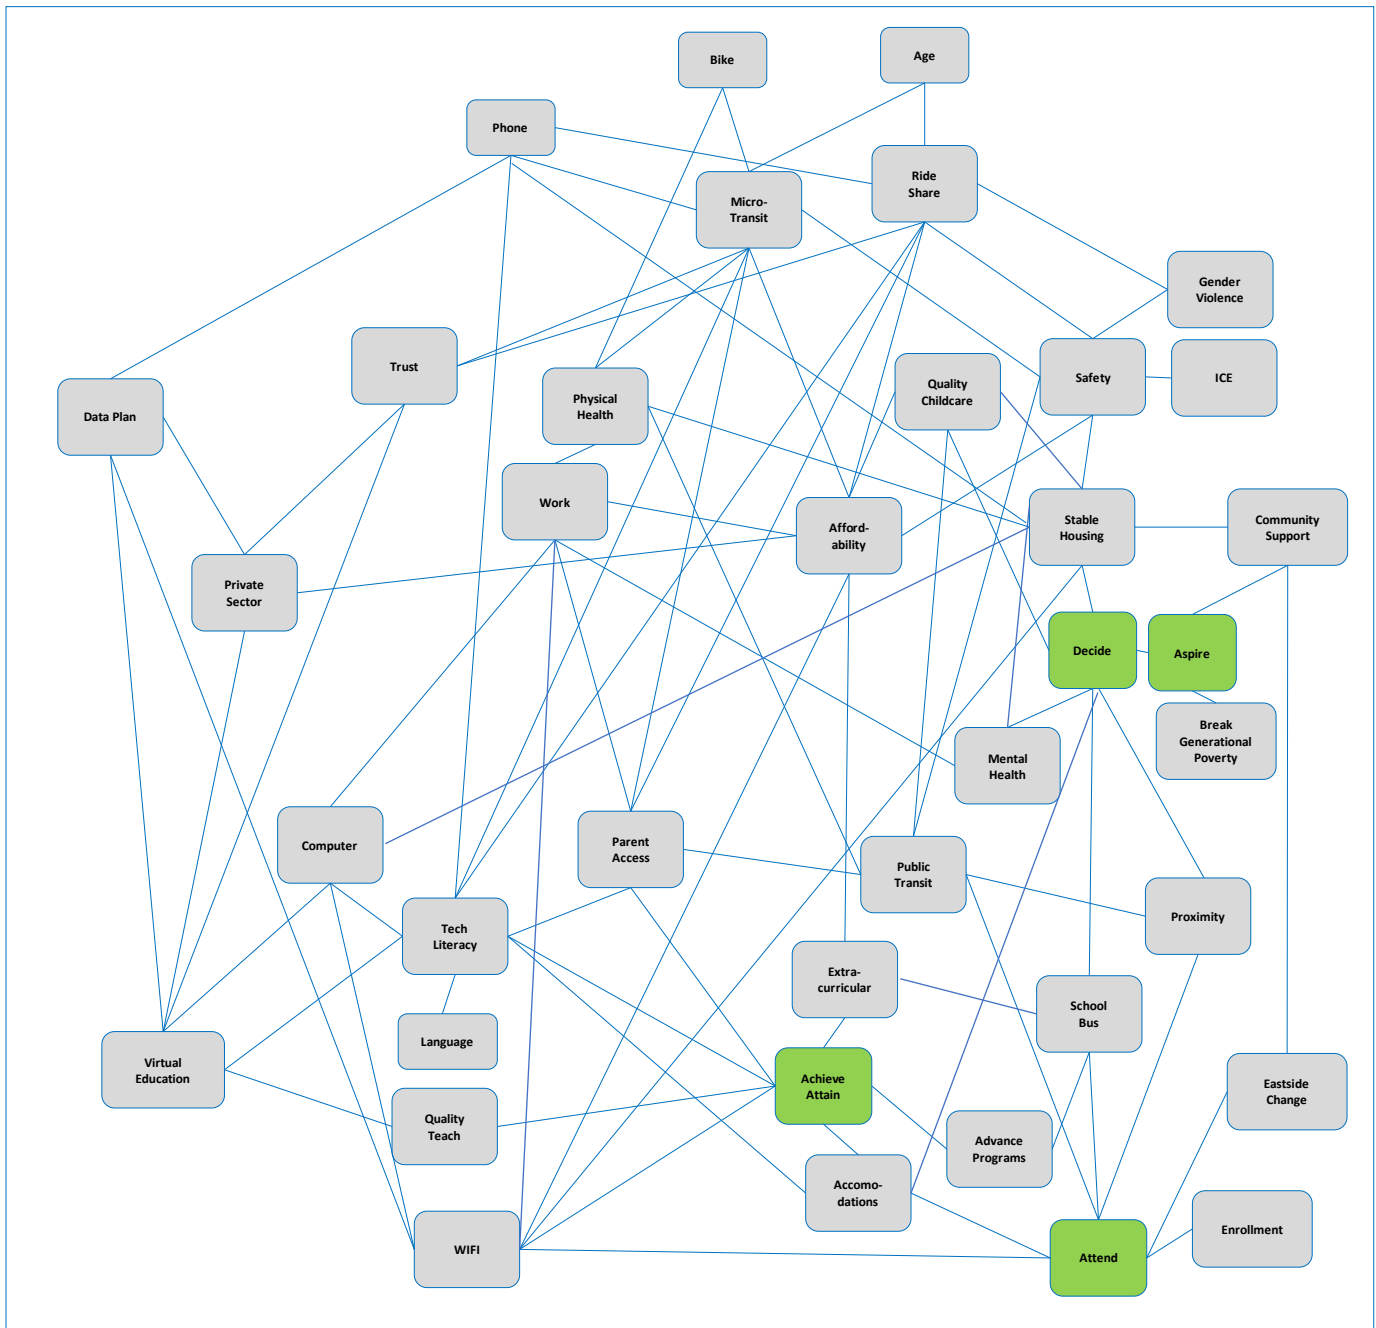 Bike
Age
Phone
Ride
Share
Micro-
Transit
Gender
Violence
Trust
Safety
ICE
Quality
Childcare
Physical
Health
Data Plan
Work
Afford-
ability
Stable
Housing
Community
Support
Private
Sector
Decide
Aspire
Break
Generational
Poverty
Mental
Health
Computer
Parent
Access
Public
Transit
Proximity
Tech
Literacy
Extra-
curricular
School
Bus
Language
Virtual
Education
Achieve
Attain
Eastside
Change
Quality
Teach
Advance
Programs
Accomo-
dations
Enrollment
WIFI
Attend